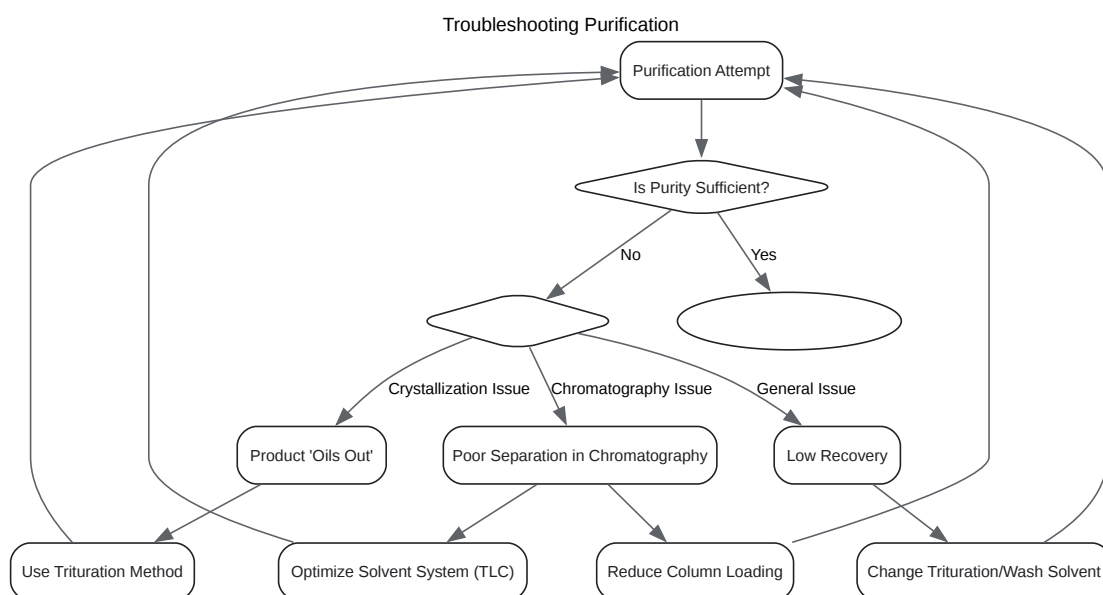 Troubleshooting Purification
Purification Attempt
Is Purity Sufficient?
No
Yes
Crystallization Issue
Chromatography Issue
General Issue
Product 'Oils Out'
Poor Separation in Chromatography
Low Recovery
Use Trituration Method
Optimize Solvent System (TLC)
Reduce Column Loading
Change Trituration/Wash Solvent